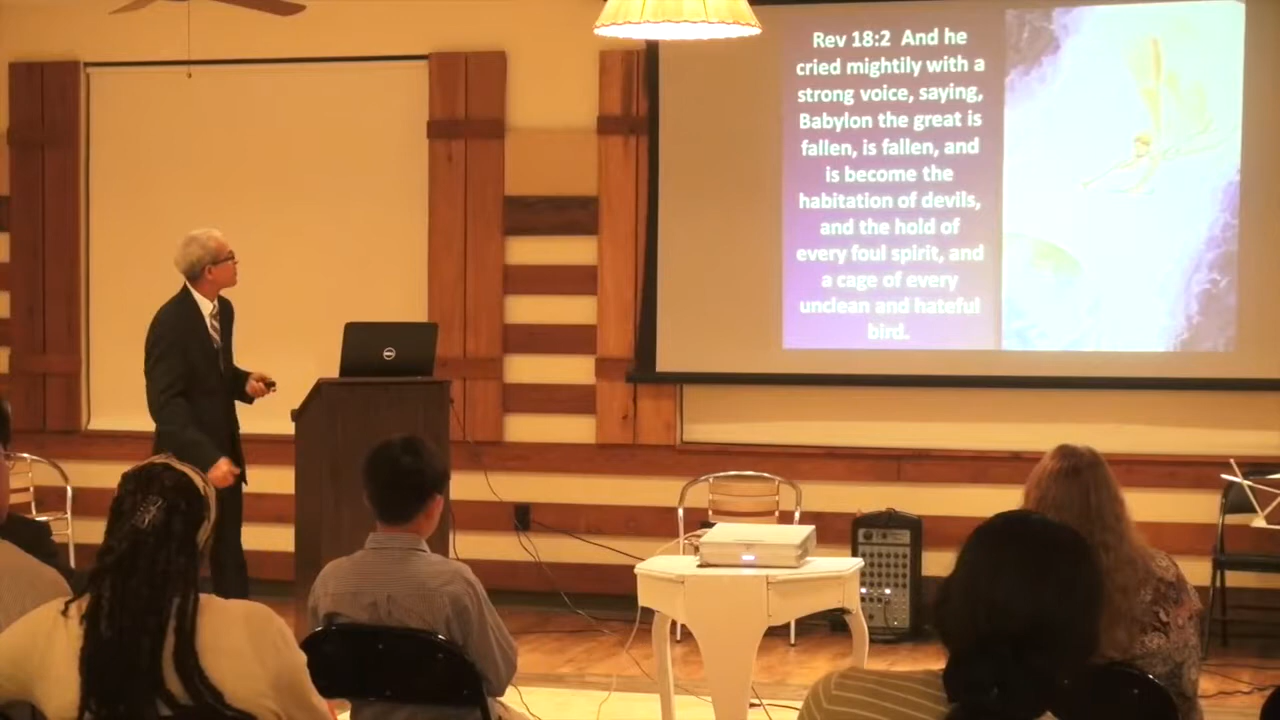 Rev 18:2 And he
cried mightily with a
strong voice, saying,
Babylon the great is
fallen, is fallen, and
is become the
habitation of devils,
and the hold of
every foul spirit, and
a cage of every
unclean and hateful
bird.
DELL